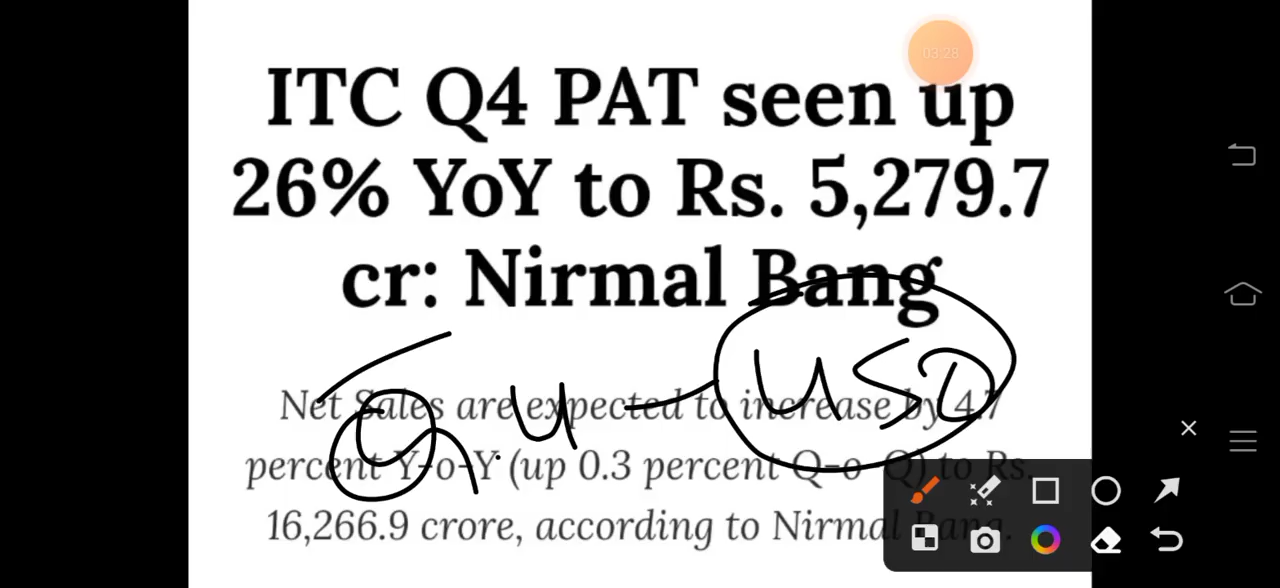 03:28
ITC Q4 PAT seen up
26% YoY to Rs. 5,279.7
cr: Nirmal Bang
Q4 - USD
Net Sales are expected to increase by 4.7
percent Y-o-Y (up 0.3 percent Q-o-Q) to Rs.
16,266.9 crore, according to Nirmal Bang.